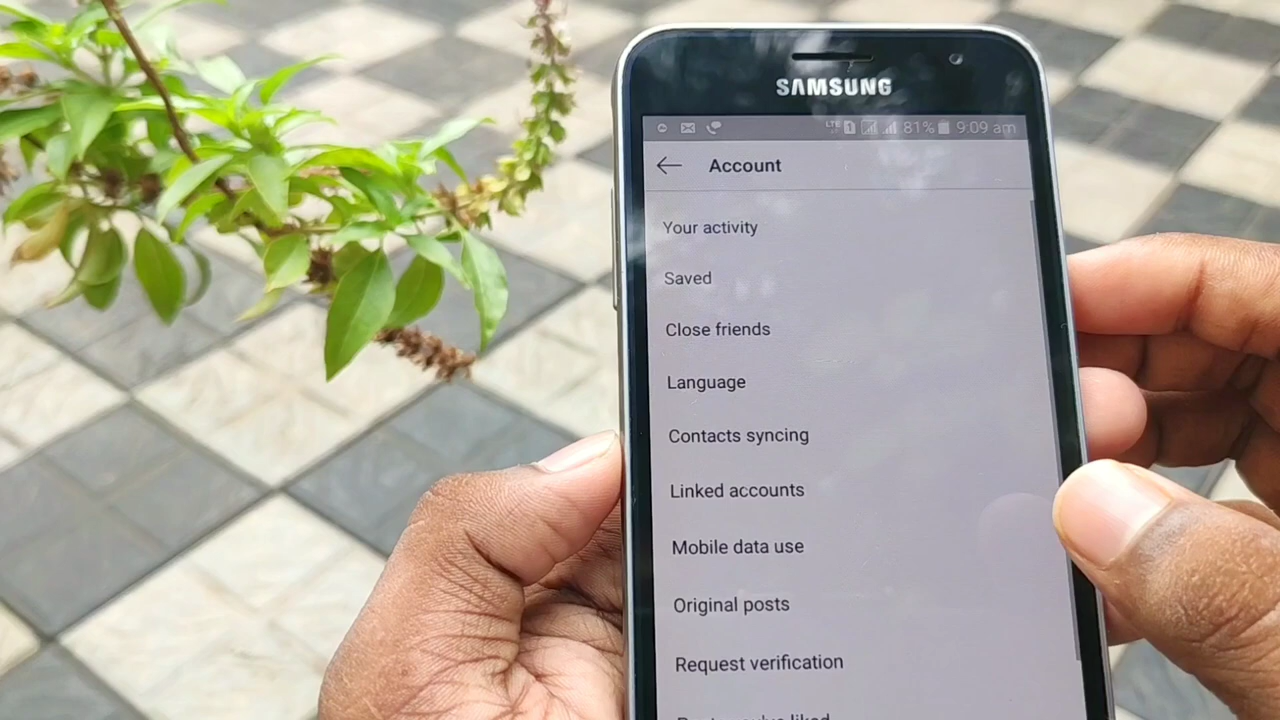 SAMSUNG
LTE 81% 9:09 am
Account
Your activity
Saved
Close friends
Language
Contacts syncing
Linked accounts
Mobile data use
Original posts
Request verification